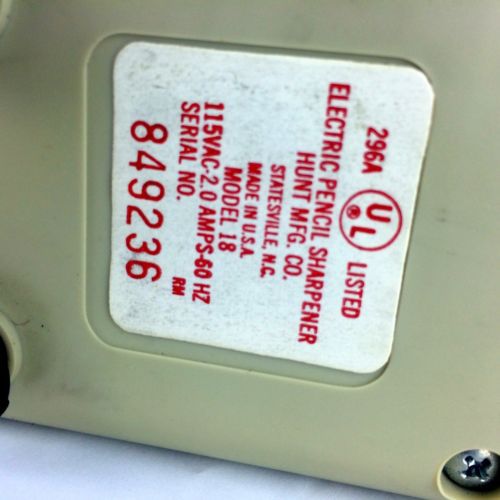 296A UL® LISTED
ELECTRIC PENCIL SHARPENER
HUNT MFG. CO.
STATESVILLE, N.C.
MADE IN U.S.A.
MODEL 18
115VAC-2.0 AMPS-60 HZ
SERIAL NO. RM
849236